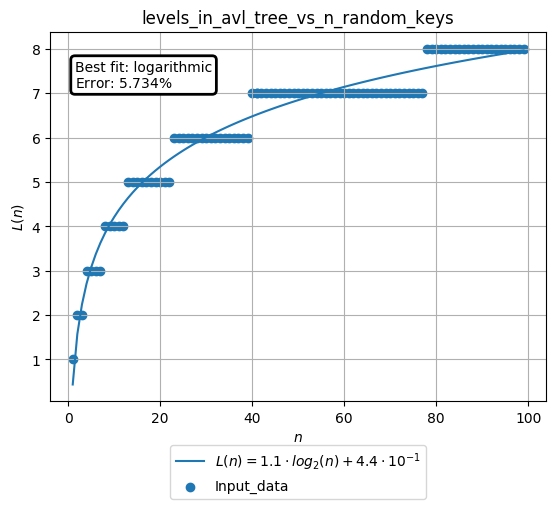 levels_in_avl_tree_vs_n_random_keys
Best fit: logarithmic
Error: 5.734%
8
7
6
5
4
3
2
1
L(n)
0
20
40
60
80
100
n
L(n) = 1.1 · log₂(n) + 4.4 · 10⁻¹
Input_data